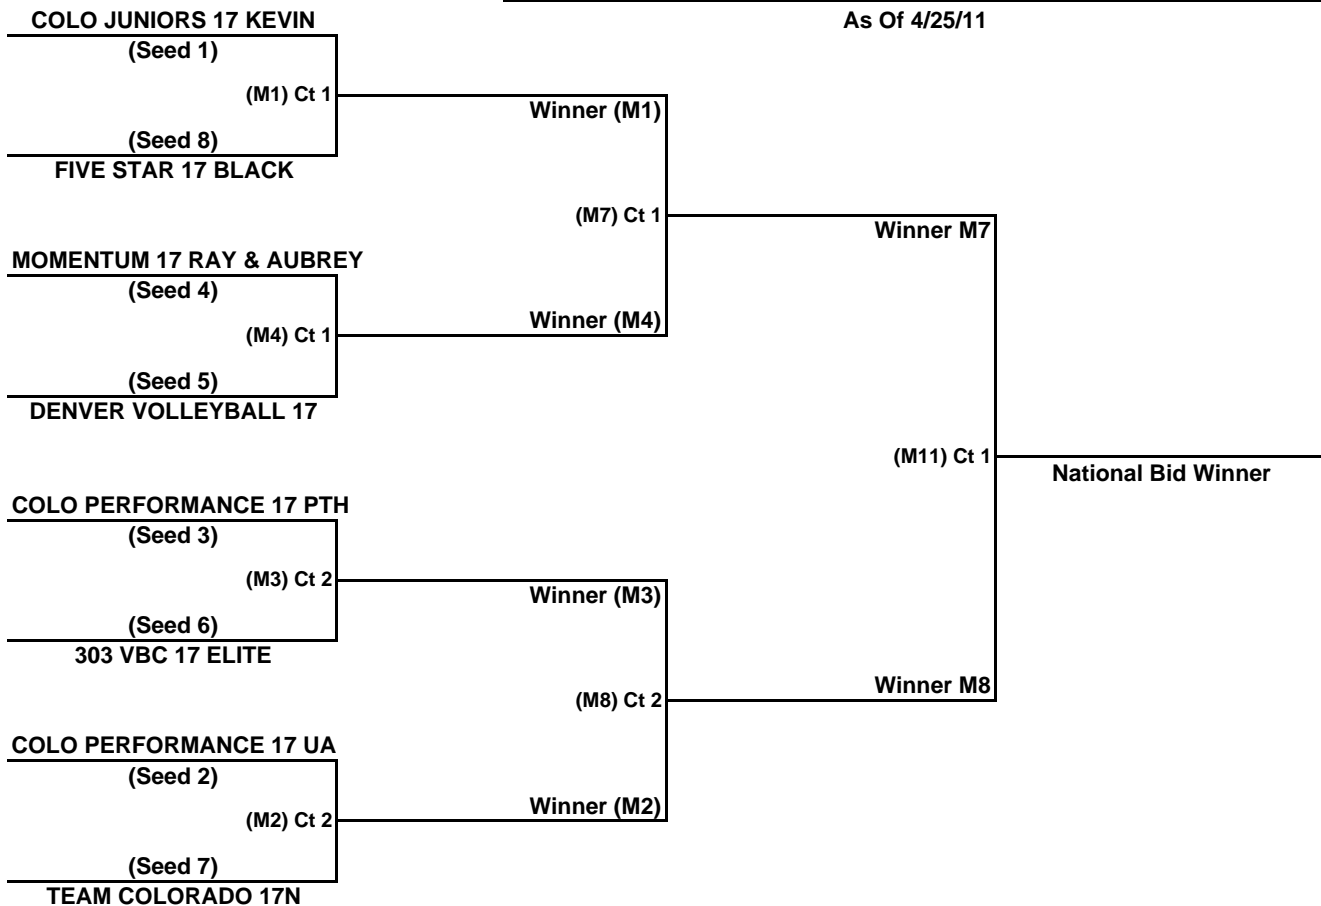 COLO JUNIORS 17 KEVIN
As Of 4/25/11
(Seed 1)
(M1) Ct 1
Winner (M1)
(Seed 8)
FIVE STAR 17 BLACK
(M7) Ct 1
Winner M7
MOMENTUM 17 RAY & AUBREY
(Seed 4)
(M4) Ct 1
Winner (M4)
(Seed 5)
DENVER VOLLEYBALL 17
(M11) Ct 1
National Bid Winner
COLO PERFORMANCE 17 PTH
(Seed 3)
(M3) Ct 2
Winner (M3)
(Seed 6)
303 VBC 17 ELITE
(M8) Ct 2
Winner M8
COLO PERFORMANCE 17 UA
(Seed 2)
(M2) Ct 2
Winner (M2)
(Seed 7)
TEAM COLORADO 17N